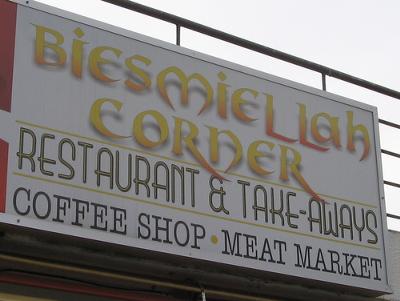 BIESMIELLAH
CORNER
RESTAURANT & TAKE-AWAYS
COFFEE SHOP • MEAT MARKET